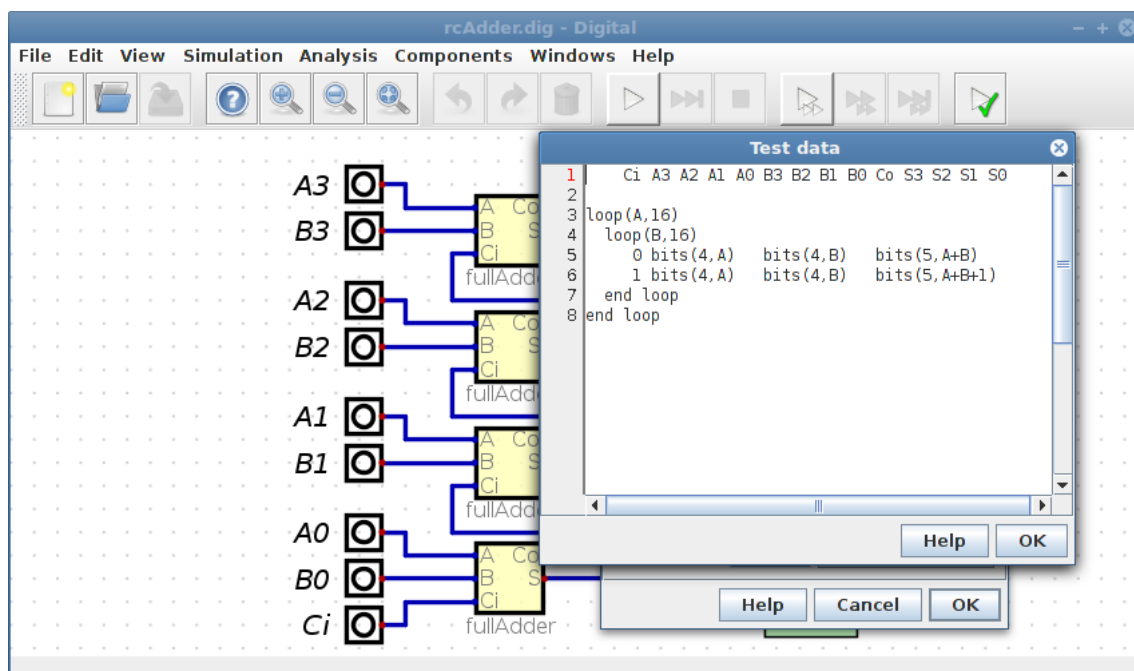 rcAdder.dig - Digital
File Edit View Simulation Analysis Components Windows Help
Test data
1 Ci A3 A2 A1 A0 B3 B2 B1 B0 Co S3 S2 S1 S0
2
3 loop(A,16)
4 loop(B,16)
5 0 bits(4,A) bits(4,B) bits(5,A+B)
6 1 bits(4,A) bits(4,B) bits(5,A+B+1)
7 end loop
8 end loop
Help OK
Help Cancel OK
A3
B3
A Co
B S
Ci
fullAdde
A2
B2
A Co
B S
Ci
fullAdde
A1
B1
A Co
B S
Ci
fullAdde
A0
B0
Ci
A Co
B S
Ci
fullAdder